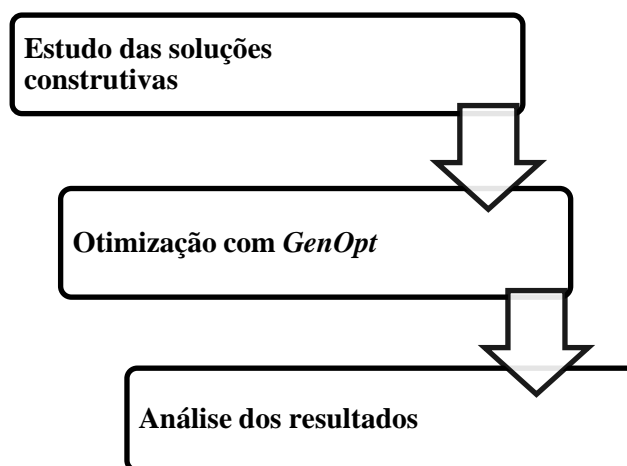 Estudo das soluções
construtivas
Otimização com GenOpt
Análise dos resultados